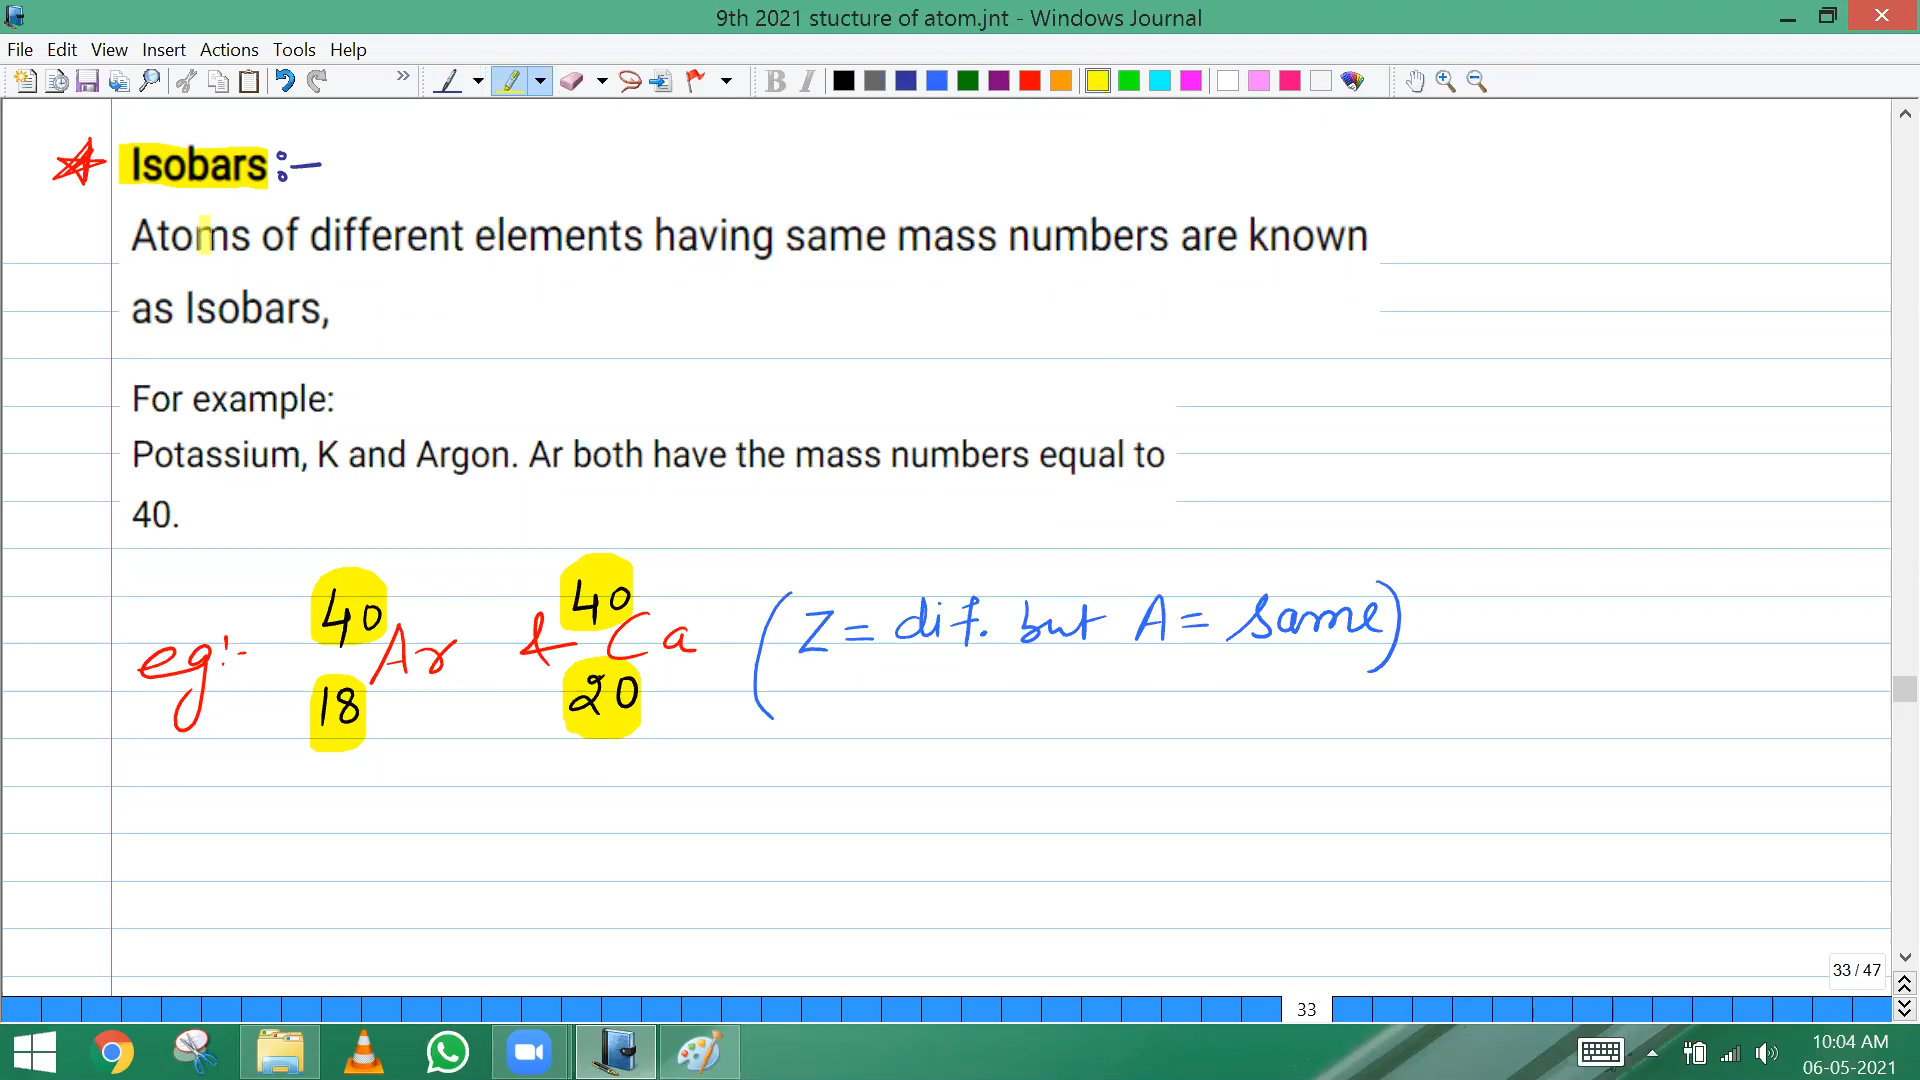 9th 2021 stucture of atom.jnt - Windows Journal
File Edit View Insert Actions Tools Help
B I
Isobars :-
Atoms of different elements having same mass numbers are known
as Isobars,
For example:
Potassium, K and Argon. Ar both have the mass numbers equal to
40.
40 40
eg:- Ar & Ca (Z = dif. but A = same)
18 20
33 / 47
33
10:04 AM
06-05-2021